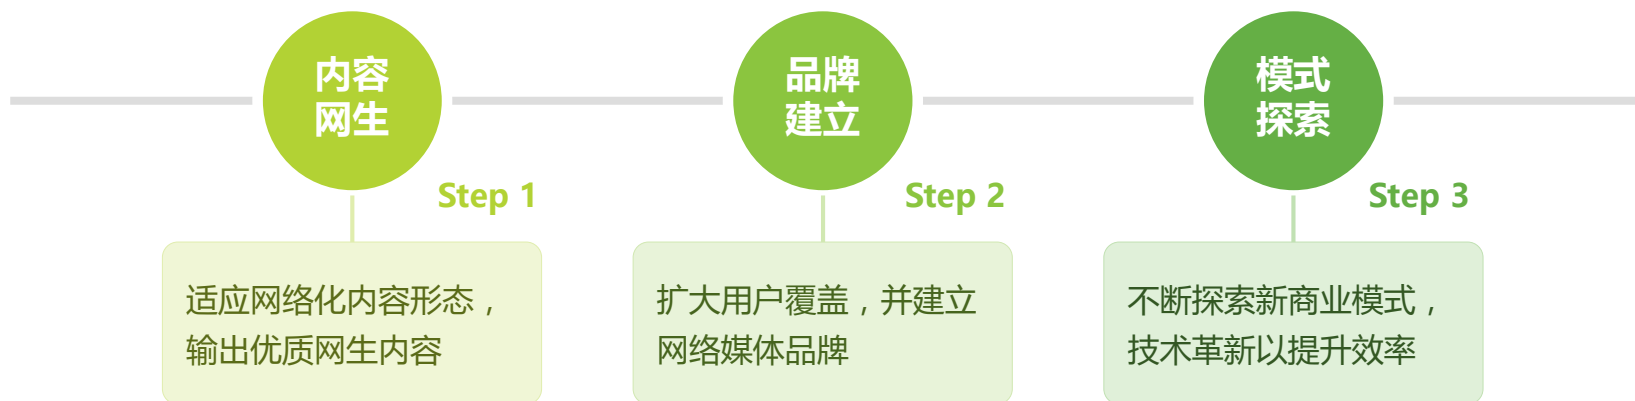 内容
网生
Step 1
适应网络化内容形态，
输出优质网生内容
品牌
建立
Step 2
扩大用户覆盖，并建立
网络媒体品牌
模式
探索
Step 3
不断探索新商业模式，
技术革新以提升效率